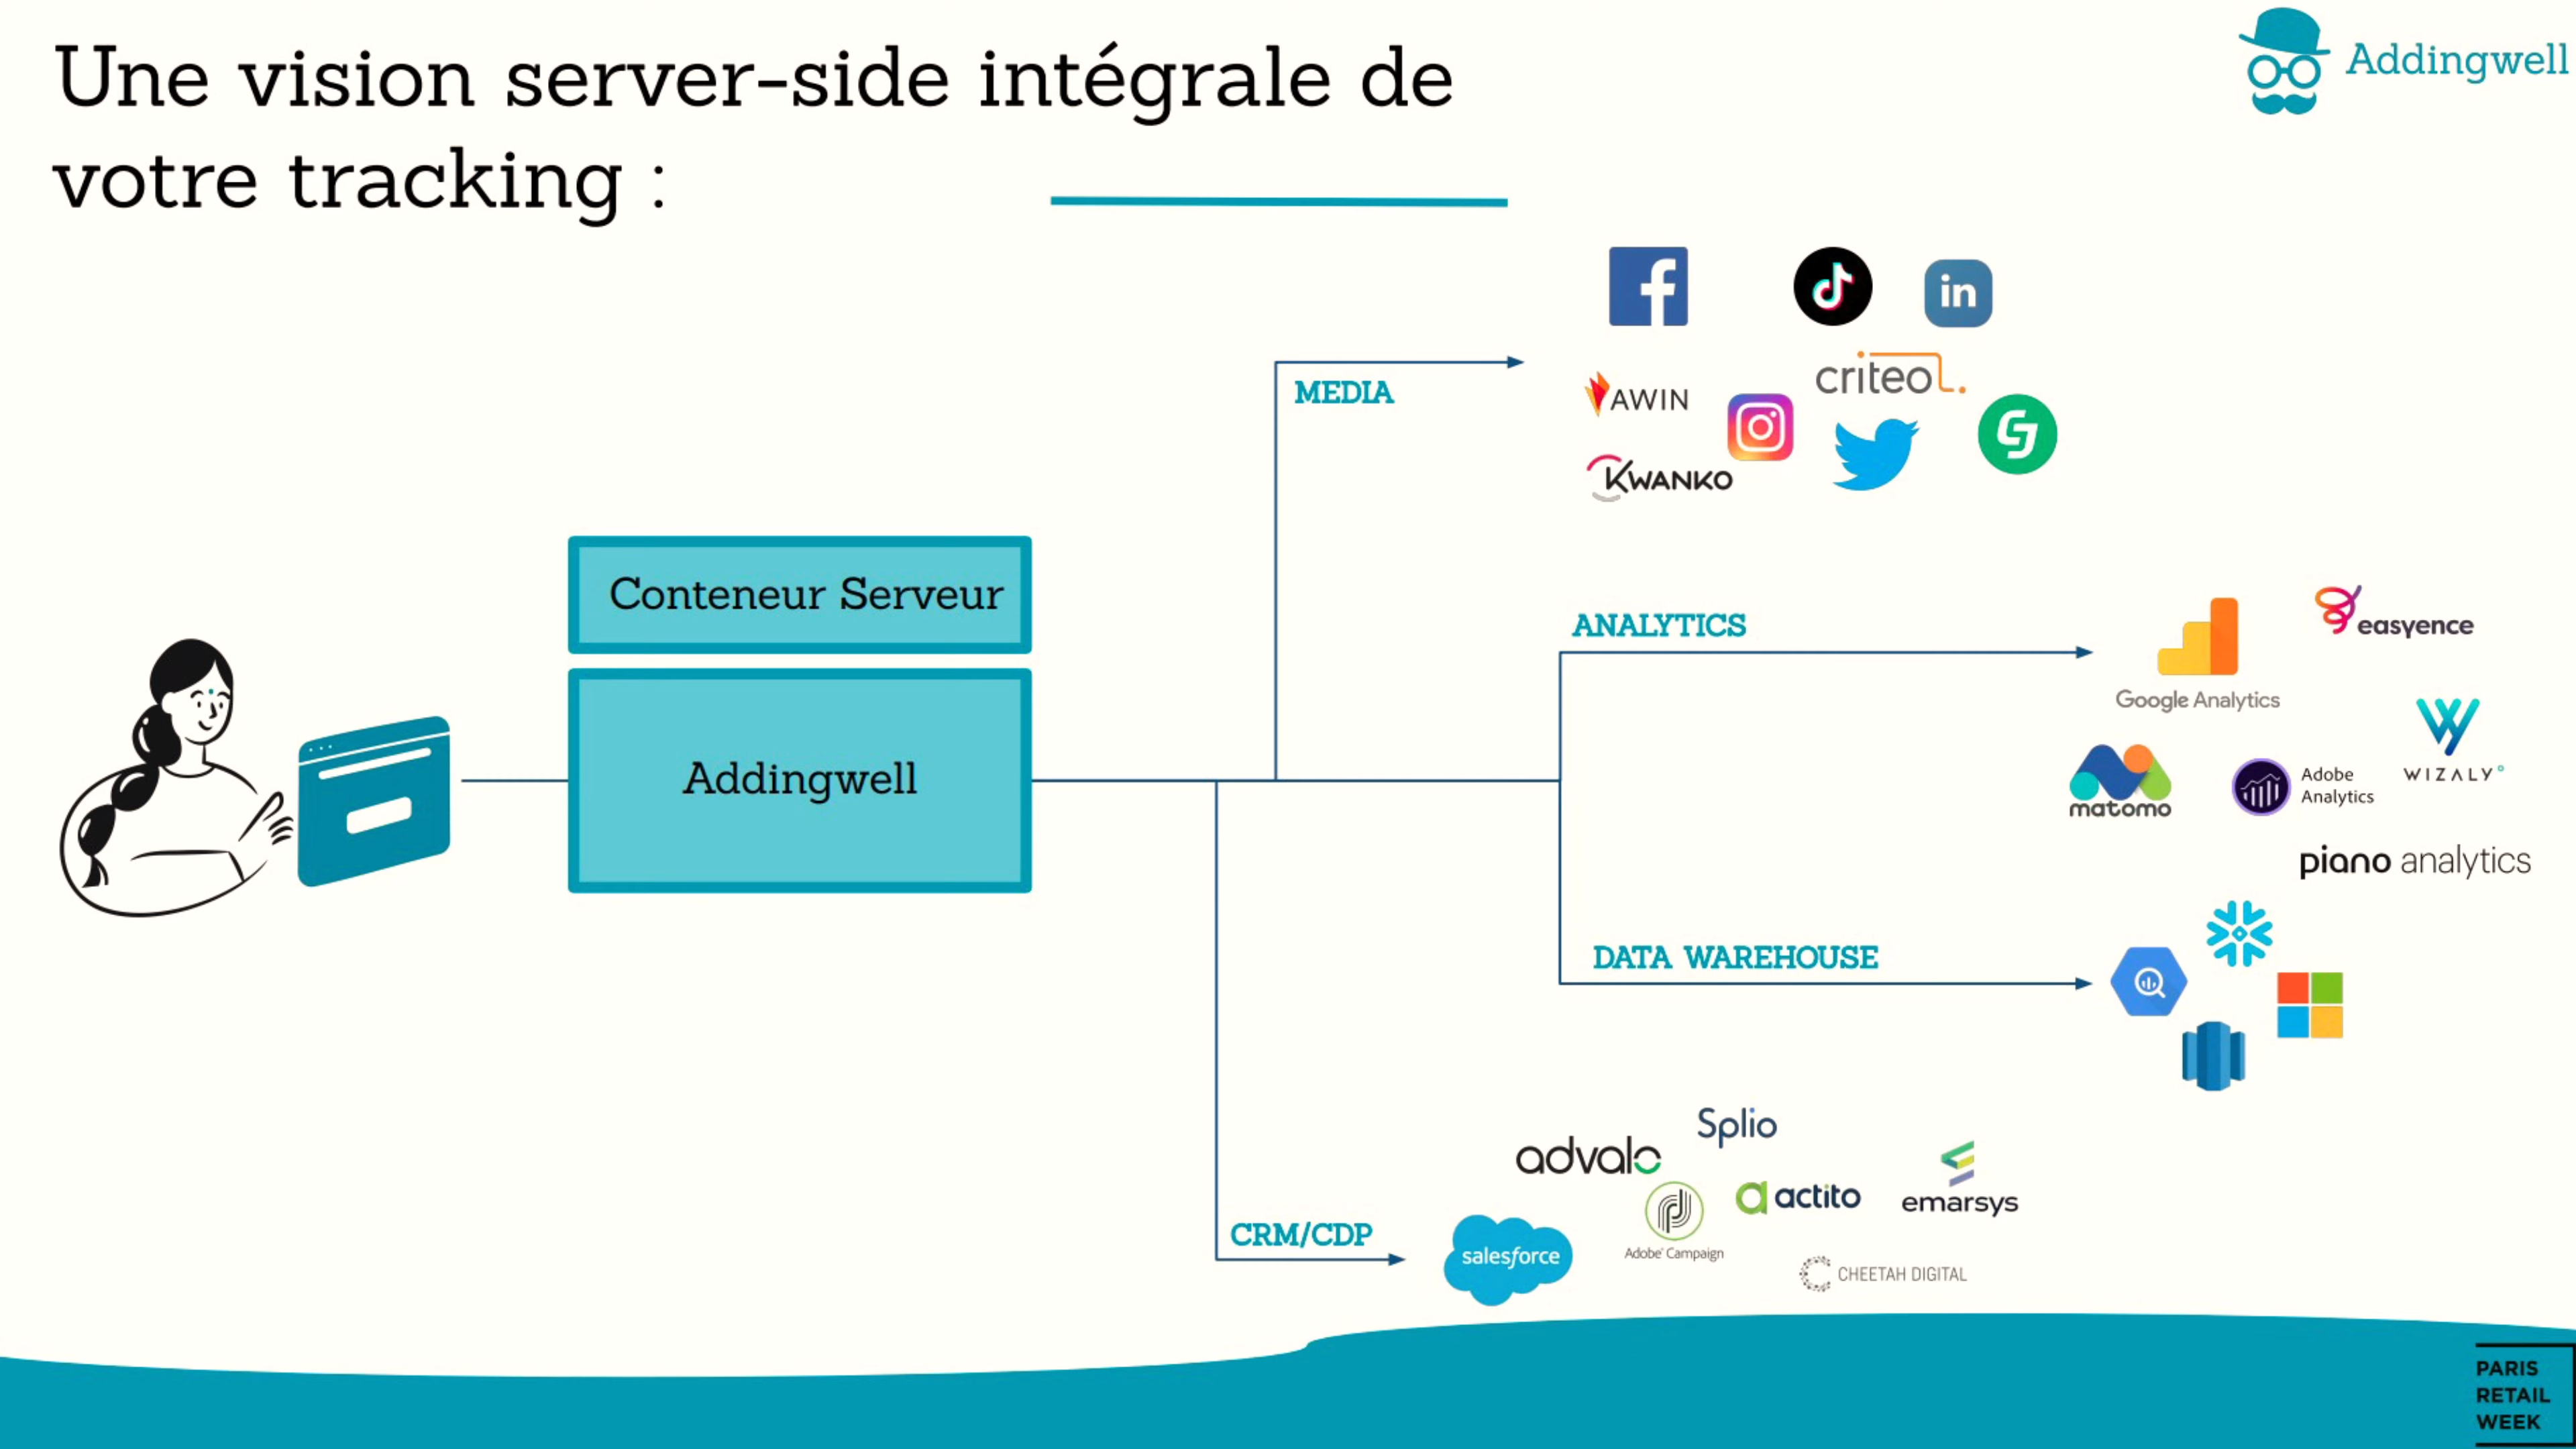 Une vision server-side intégrale de
votre tracking :
Addingwell
MEDIA
in
AWIN
criteo
KWANKO
Conteneur Serveur
Addingwell
ANALYTICS
Google Analytics
easyence
WIZALY
matomo
Adobe
Analytics
piano analytics
DATA WAREHOUSE
CRM/CDP
Splio
advalo
actito
emarsys
salesforce
Adobe® Campaign
CHEETAH DIGITAL
PARIS
RETAIL
WEEK